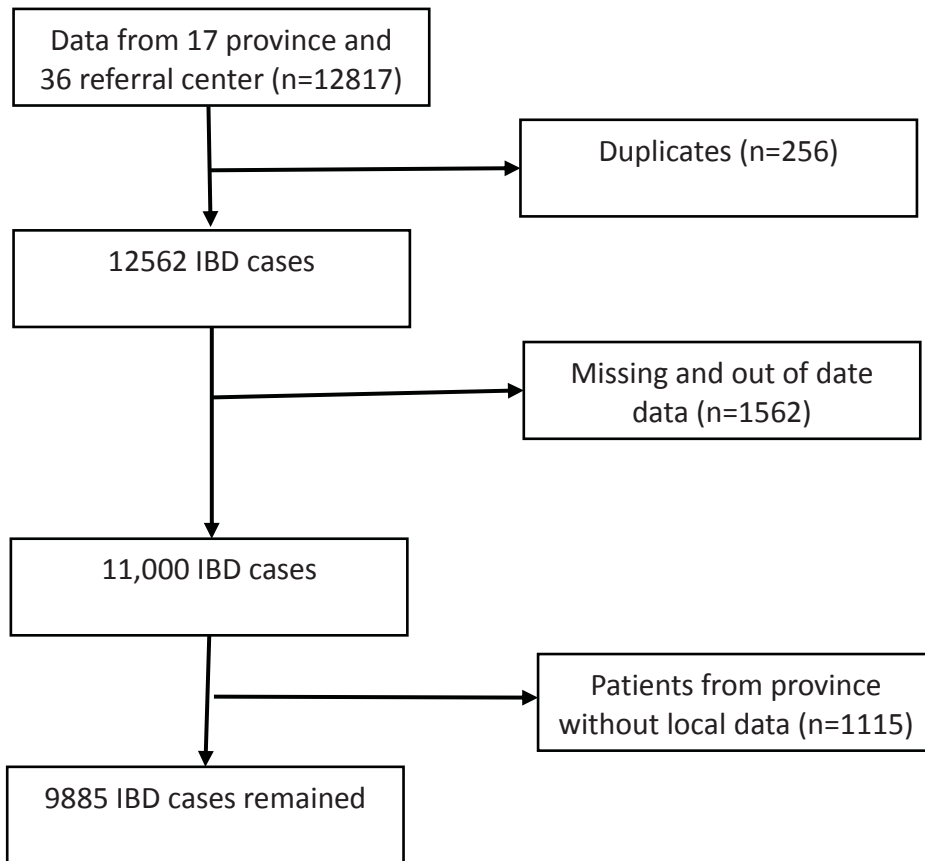 Data from 17 province and
36 referral center (n=12817)
Duplicates (n=256)
12562 IBD cases
Missing and out of date
data (n=1562)
11,000 IBD cases
Patients from province
without local data (n=1115)
9885 IBD cases remained